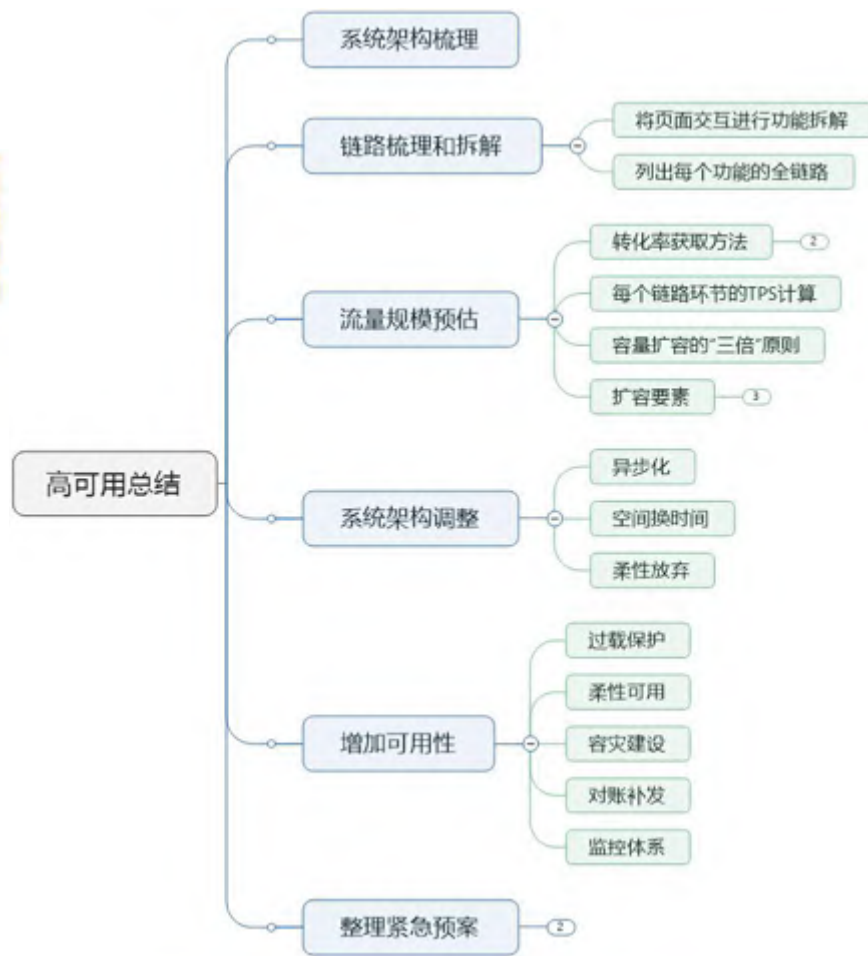 高可用总结
系统架构梳理
链路梳理和拆解
将页面交互进行功能拆解
列出每个功能的全链路
流量规模预估
转化率获取方法
2
每个链路环节的TPS计算
容量扩容的“三倍”原则
扩容要素
3
系统架构调整
异步化
空间换时间
柔性放弃
增加可用性
过载保护
柔性可用
容灾建设
对账补发
监控体系
整理紧急预案
2